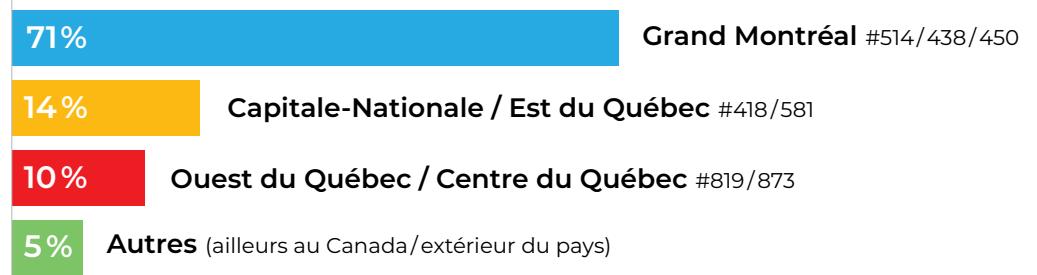 71% Grand Montréal #514/438/450
14% Capitale-Nationale / Est du Québec #418/581
10% Ouest du Québec / Centre du Québec #819/873
5% Autres (ailleurs au Canada/extérieur du pays)